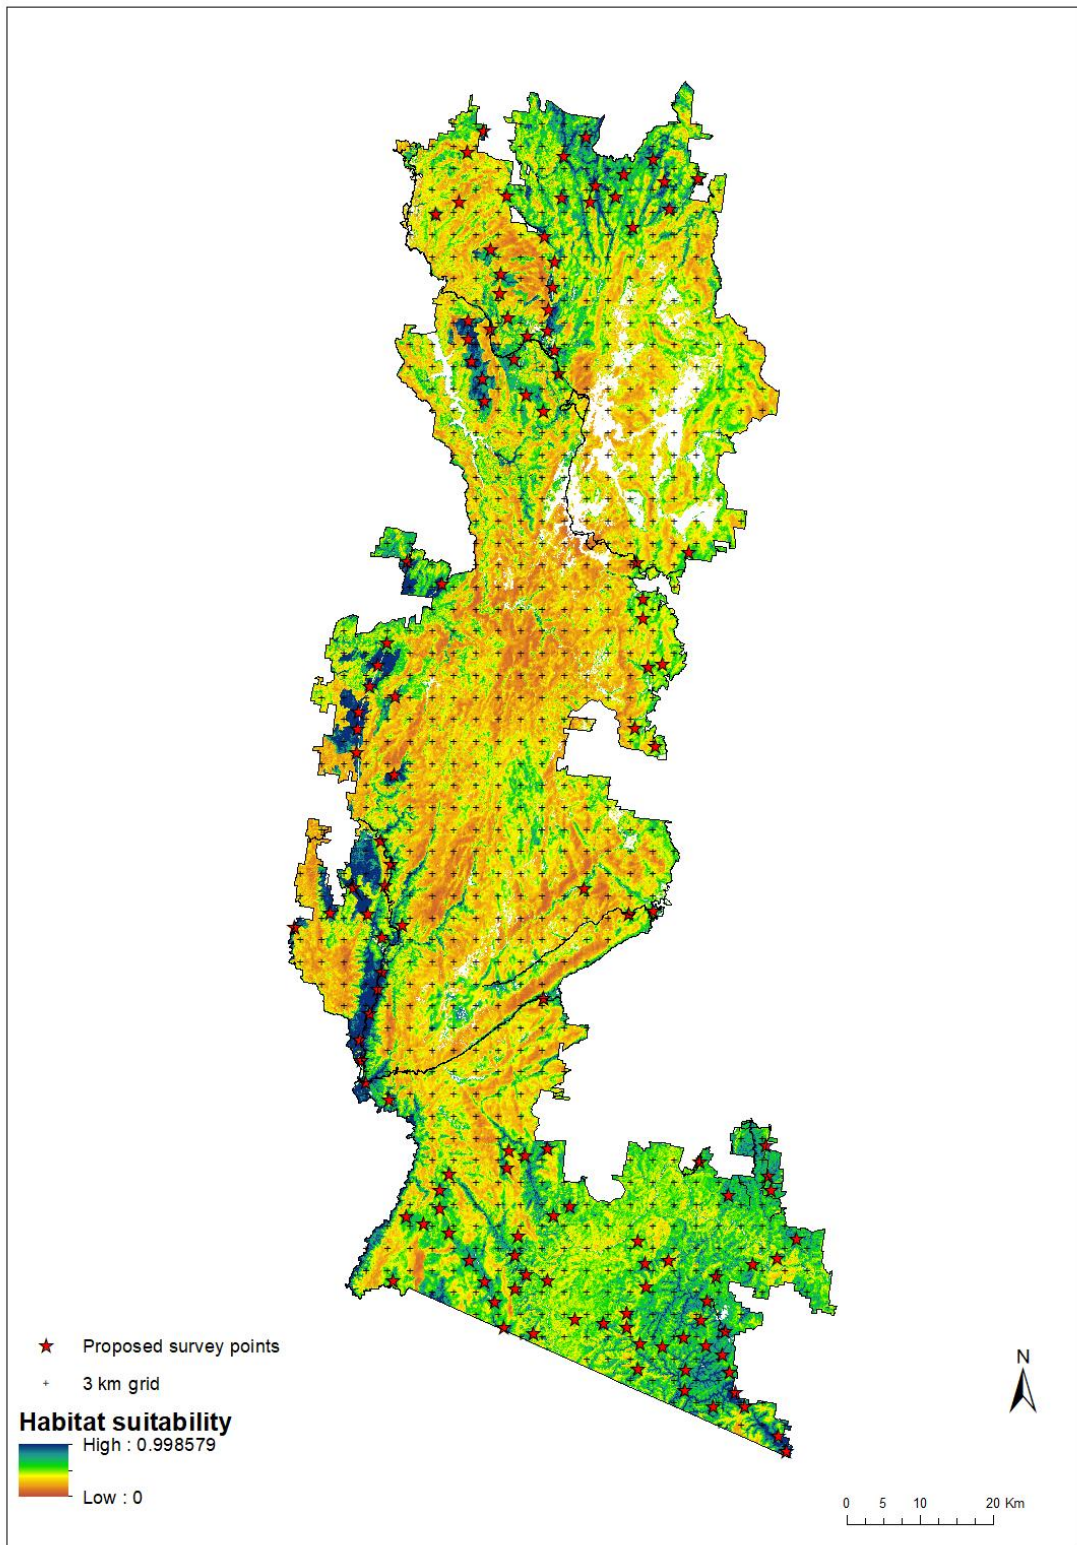 Proposed survey points
3 km grid
Habitat suitability
High : 0.998579
Low : 0
N
0 5 10 20 Km